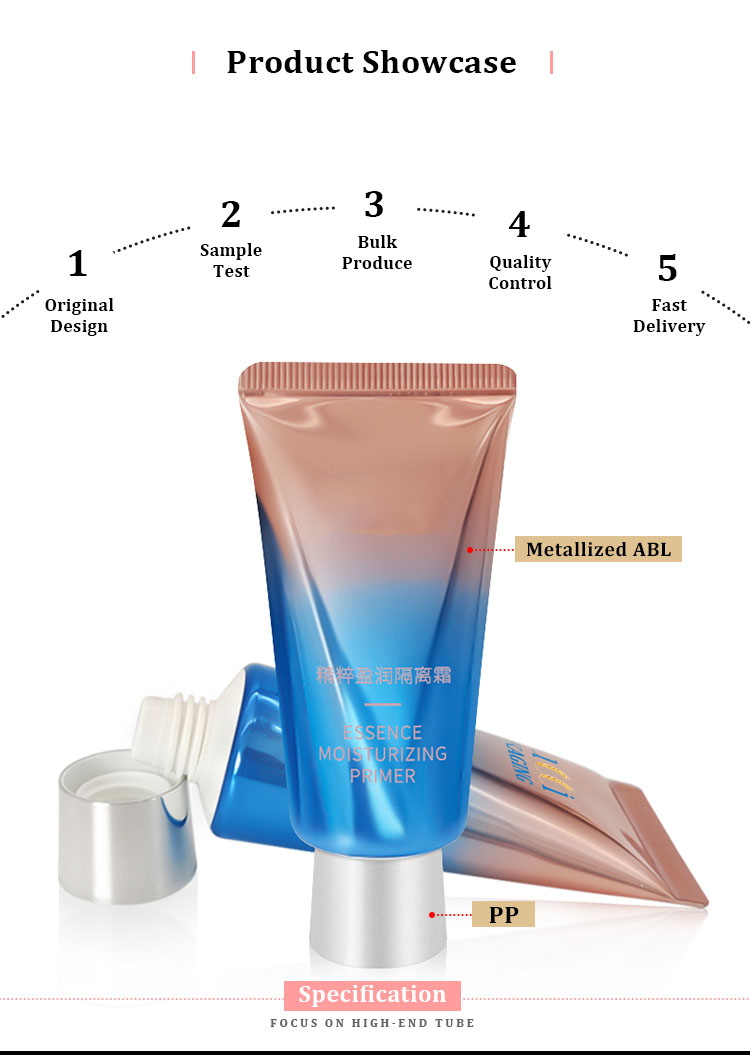 Product Showcase
1
Original
Design
2
Sample
Test
3
Bulk
Produce
4
Quality
Control
5
Fast
Delivery
Metallized ABL
精粹盈润隔离霜
ESSENCE
MOISTURIZING
PRIMER
PP
Specification
FOCUS ON HIGH-END TUBE